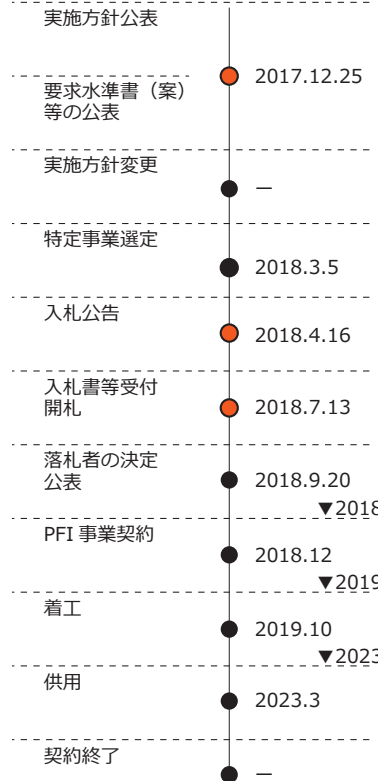 実施方針公表
2017.12.25
要求水準書（案）
等の公表
実施方針変更
－
特定事業選定
2018.3.5
入札公告
2018.4.16
入札書等受付
開札
2018.7.13
落札者の決定
公表
2018.9.20
▼2018
PFI 事業契約
2018.12
▼2019
着工
2019.10
▼2023
供用
2023.3
契約終了
－